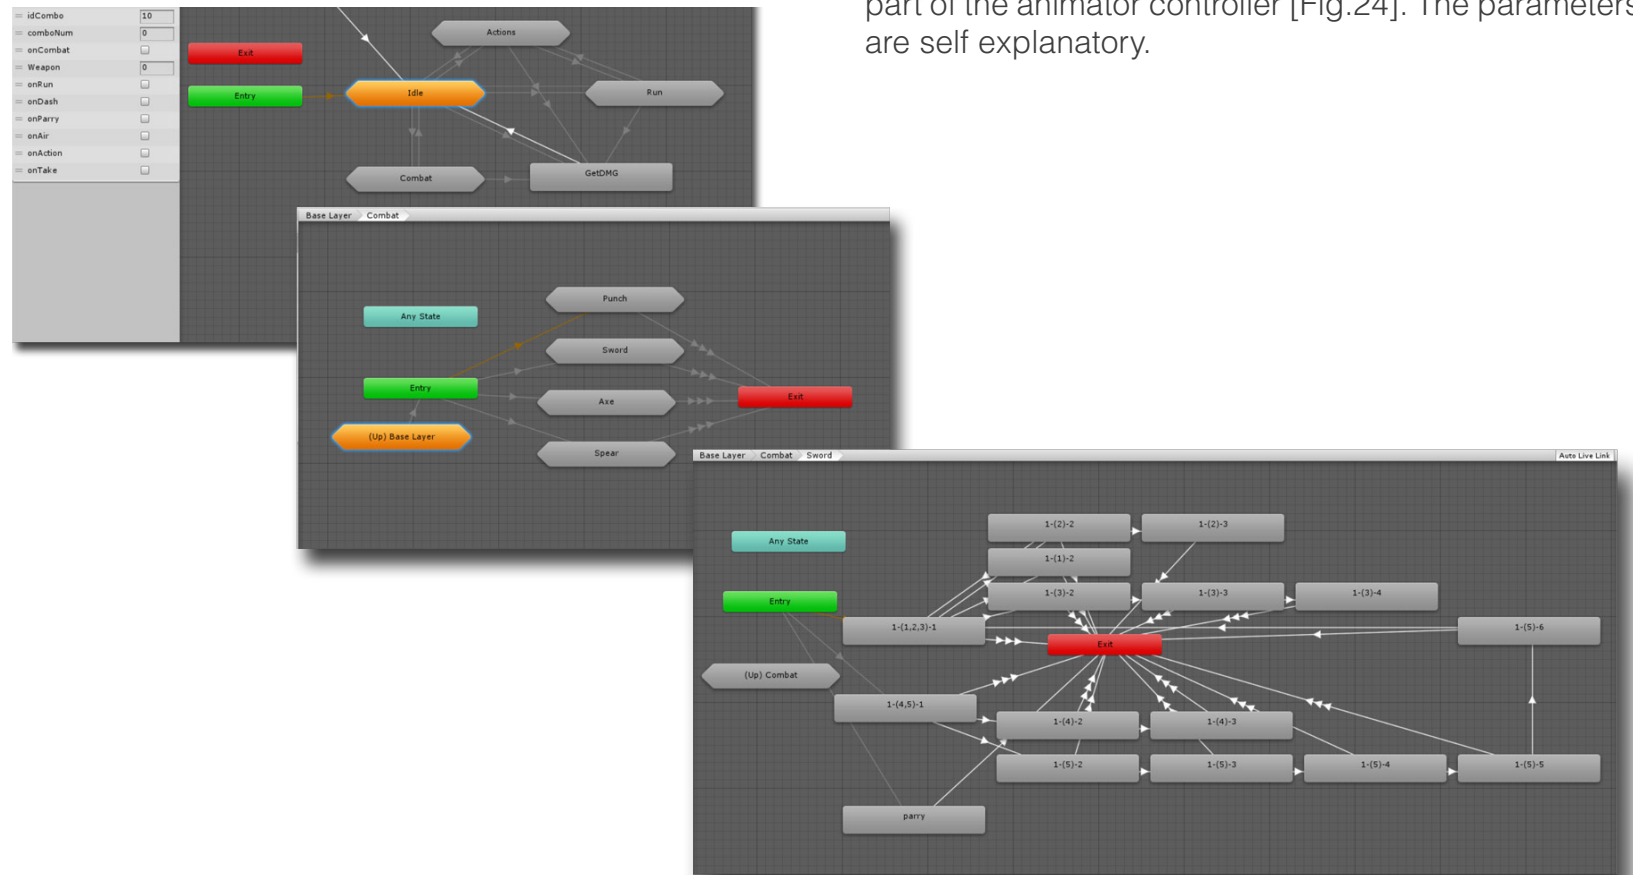 part of the animator controller [Fig.24]. The parameters
are self explanatory.
idCombo 10
comboNum 0
onCombat
Weapon 0
onRun
onDash
onParry
onAir
onAction
onTake
Actions
Exit
Idle
Run
Entry
Combat
GetDMG
Base Layer Combat
Punch
Any State
Sword
Entry
Axe
Exit
(Up) Base Layer
Spear
Base Layer Combat Sword
Auto Live Link
1-(2)-2
1-(2)-3
Any State
1-(1)-2
Entry
1-(3)-2
1-(3)-3
1-(3)-4
1-(1,2,3)-1
1-(5)-6
Exit
(Up) Combat
1-(4,5)-1
1-(4)-2
1-(4)-3
1-(5)-2
1-(5)-3
1-(5)-4
1-(5)-5
parry